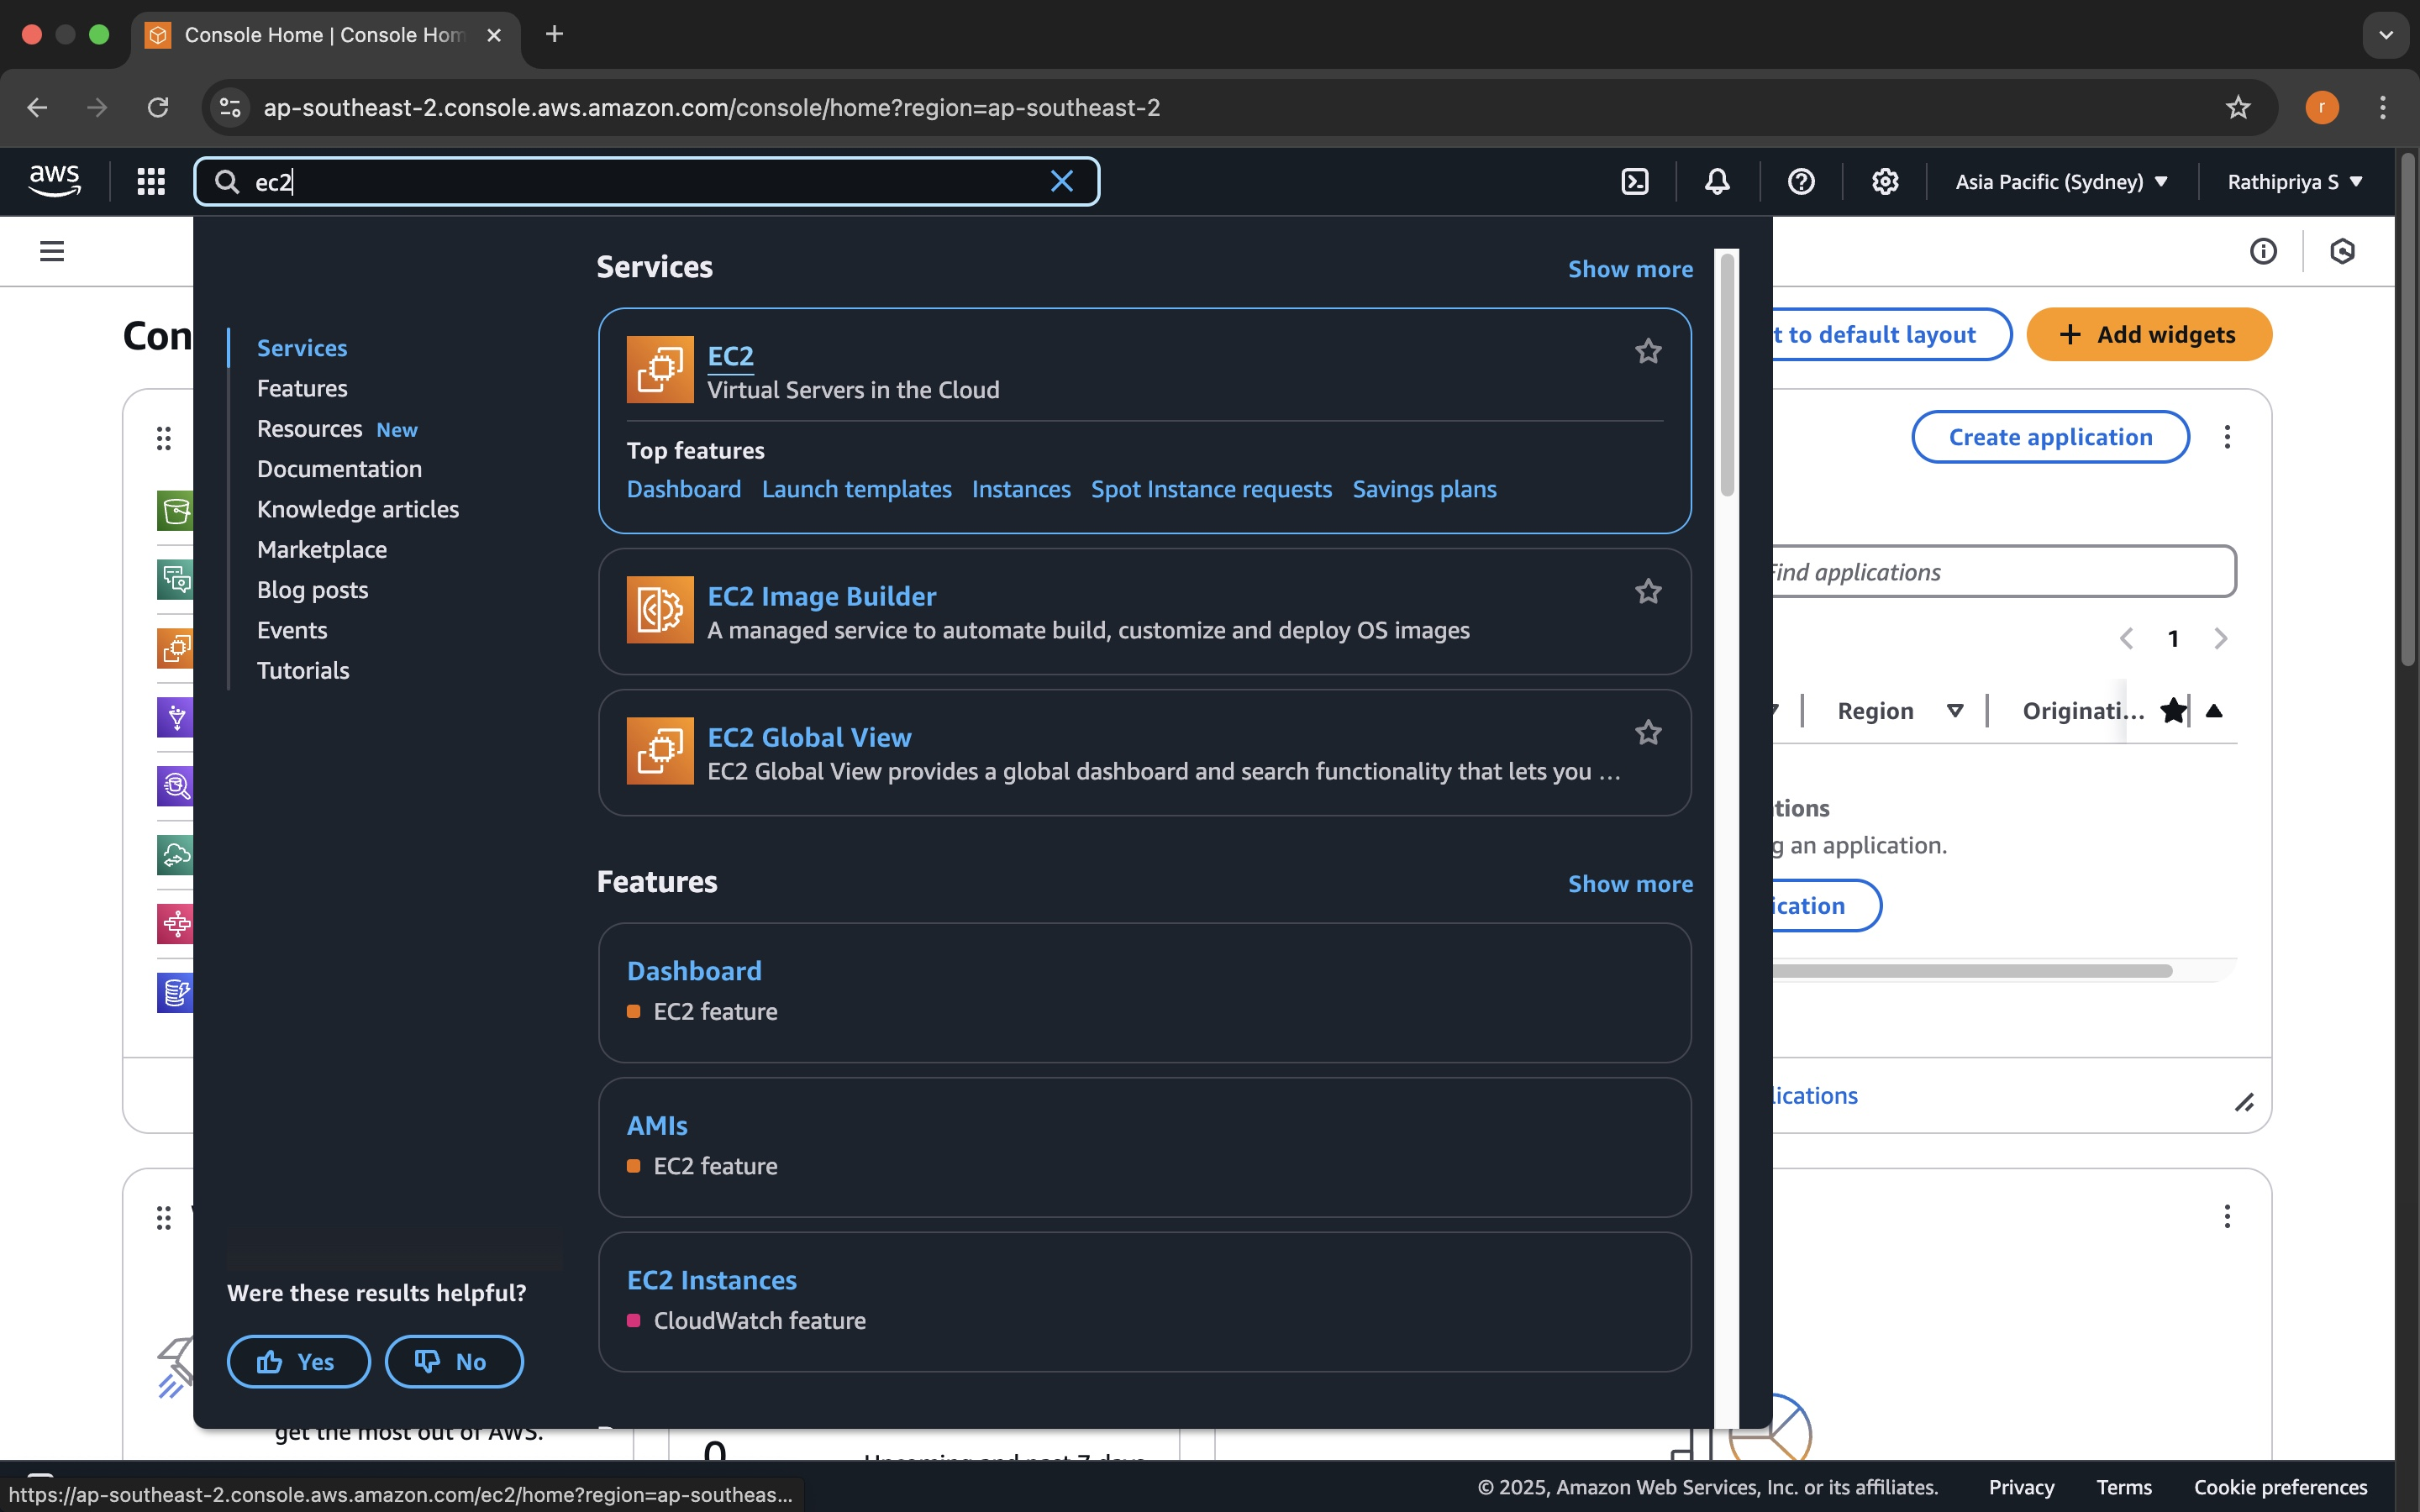 Console Home | Console Hom
ap-southeast-2.console.aws.amazon.com/console/home?region=ap-southeast-2
r
aws
ec2
Asia Pacific (Sydney)
Rathipriya S
Con
t to default layout
Add widgets
Services
Features
Resources New
Documentation
Knowledge articles
Marketplace
Blog posts
Events
Tutorials
Were these results helpful?
Yes
No
Services
Show more
EC2
Virtual Servers in the Cloud
Top features
Dashboard Launch templates Instances Spot Instance requests Savings plans
EC2 Image Builder
A managed service to automate build, customize and deploy OS images
EC2 Global View
EC2 Global View provides a global dashboard and search functionality that lets you ...
Features
Show more
Dashboard
EC2 feature
AMIs
EC2 feature
EC2 Instances
CloudWatch feature
Create application
Find applications
1
Region
Originati...
tions
g an application.
ication
lications
get the most out of AWS.
0
Upcoming and past 7 days
https://ap-southeast-2.console.aws.amazon.com/ec2/home?region=ap-southeas...
© 2025, Amazon Web Services, Inc. or its affiliates.
Privacy
Terms
Cookie preferences